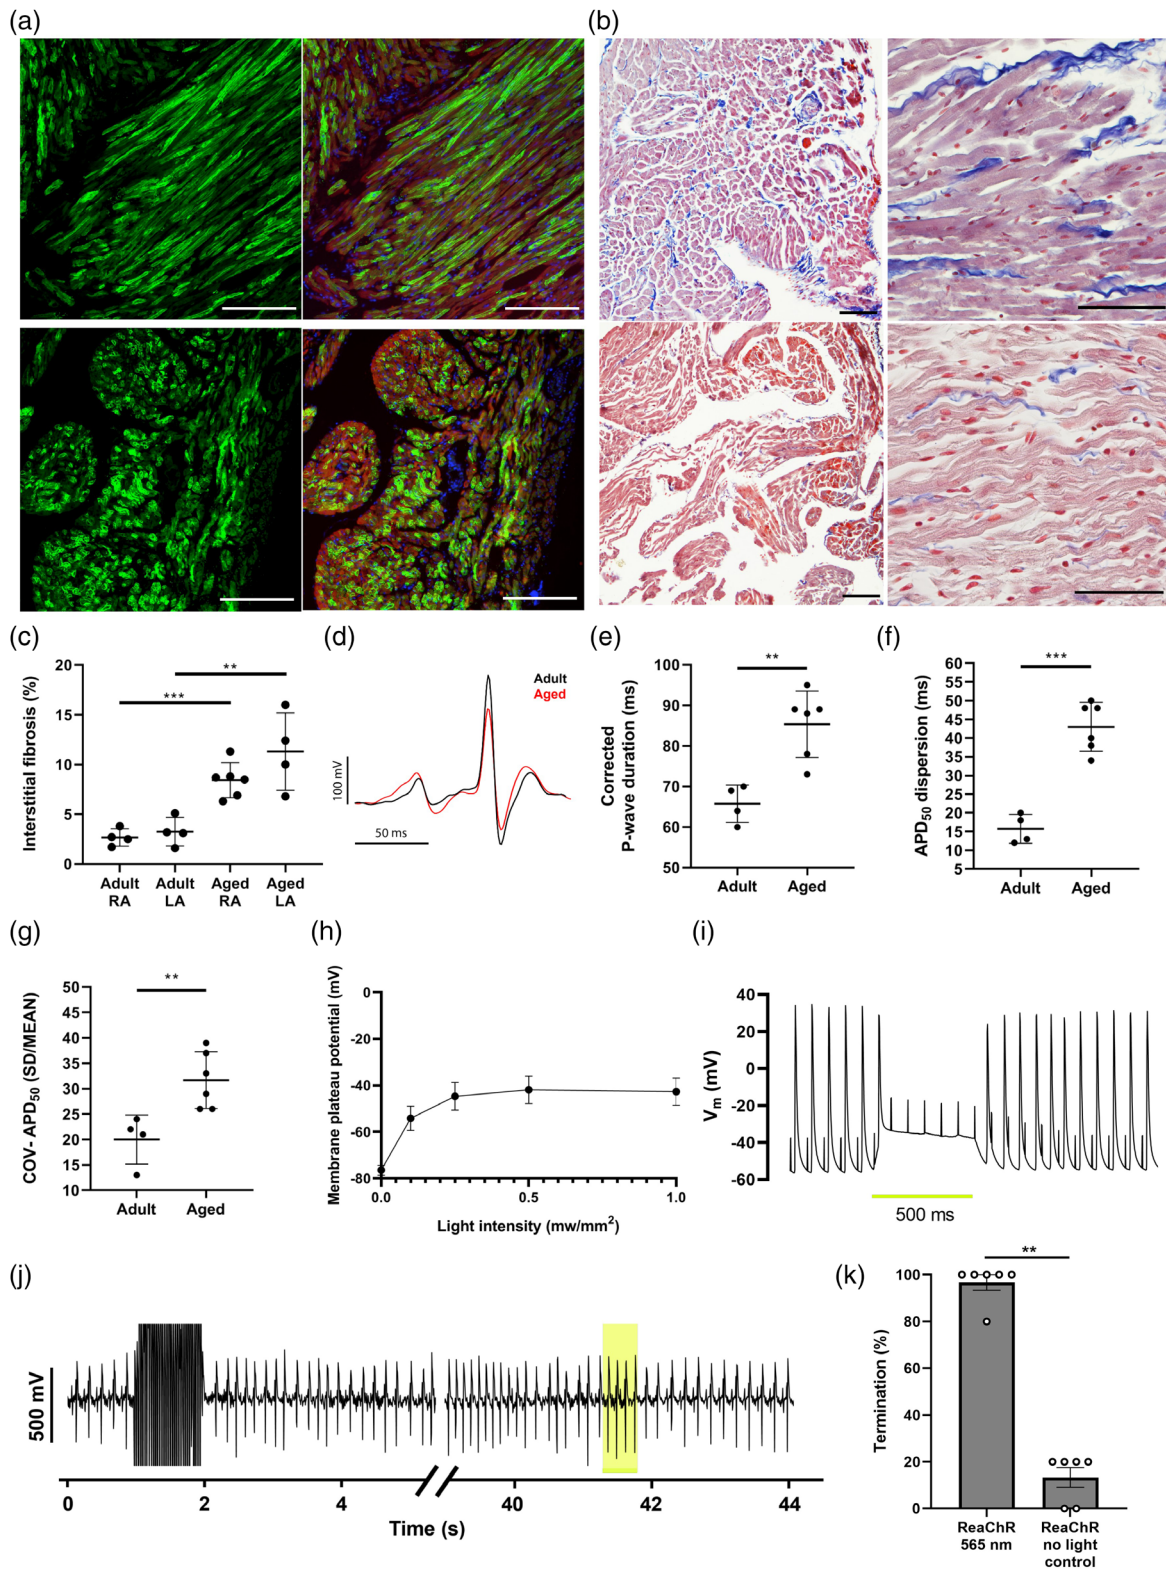 (a)
(b)
(c)
Interstitial fibrosis (%)
20
15
10
5
0
Adult RA
Adult LA
Aged RA
Aged LA
***
**
(d)
Adult
Aged
100 mV
50 ms
(e)
Corrected
P-wave duration (ms)
100
90
80
70
60
50
**
Adult
Aged
(f)
APD50 dispersion (ms)
60
55
50
45
40
35
30
25
20
15
10
5
***
Adult
Aged
(g)
COV- APD50 (SD/MEAN)
50
45
40
35
30
25
20
15
10
**
Adult
Aged
(h)
Membrane plateau potential (mV)
0
-20
-40
-60
-80
0.0
0.5
1.0
Light intensity (mw/mm2)
(i)
Vm (mV)
40
20
0
-20
-40
-60
500 ms
(j)
500 mV
0
2
4
40
42
44
Time (s)
(k)
Termination (%)
100
80
60
40
20
0
**
ReaChR
565 nm
ReaChR
no light
control